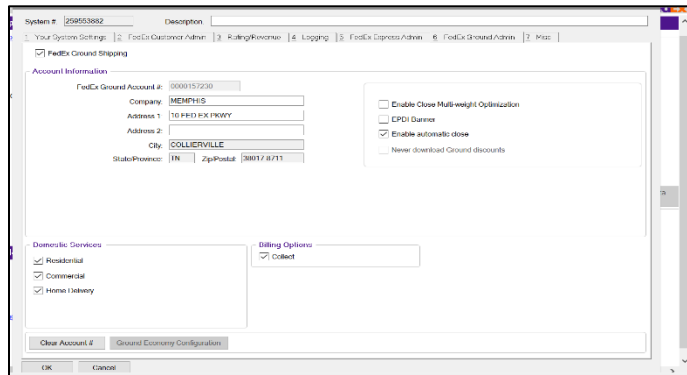 System #: 259553882 Description
1 Your System Settings 2 FedEx Customer Admin 3 Rating/Revenue 4 Logging 5 FedEx Express Admin 6 FedEx Ground Admin 7 Misc
FedEx Ground Shipping
Account Information
FedEx Ground Account #: 0000157230
Company: MEMPHIS
Address 1: 10 FED EX PKWY
Address 2:
City: COLLIERVILLE
State/Province: TN Zip/Postal: 38017 8711
Enable Close Multi-weight Optimization
EPDI Banner
Enable automatic close
Never download Ground discounts
Domestic Services
Residential
Commercial
Home Delivery
Billing Options
Collect
Clear Account # Ground Economy Configuration
OK Cancel